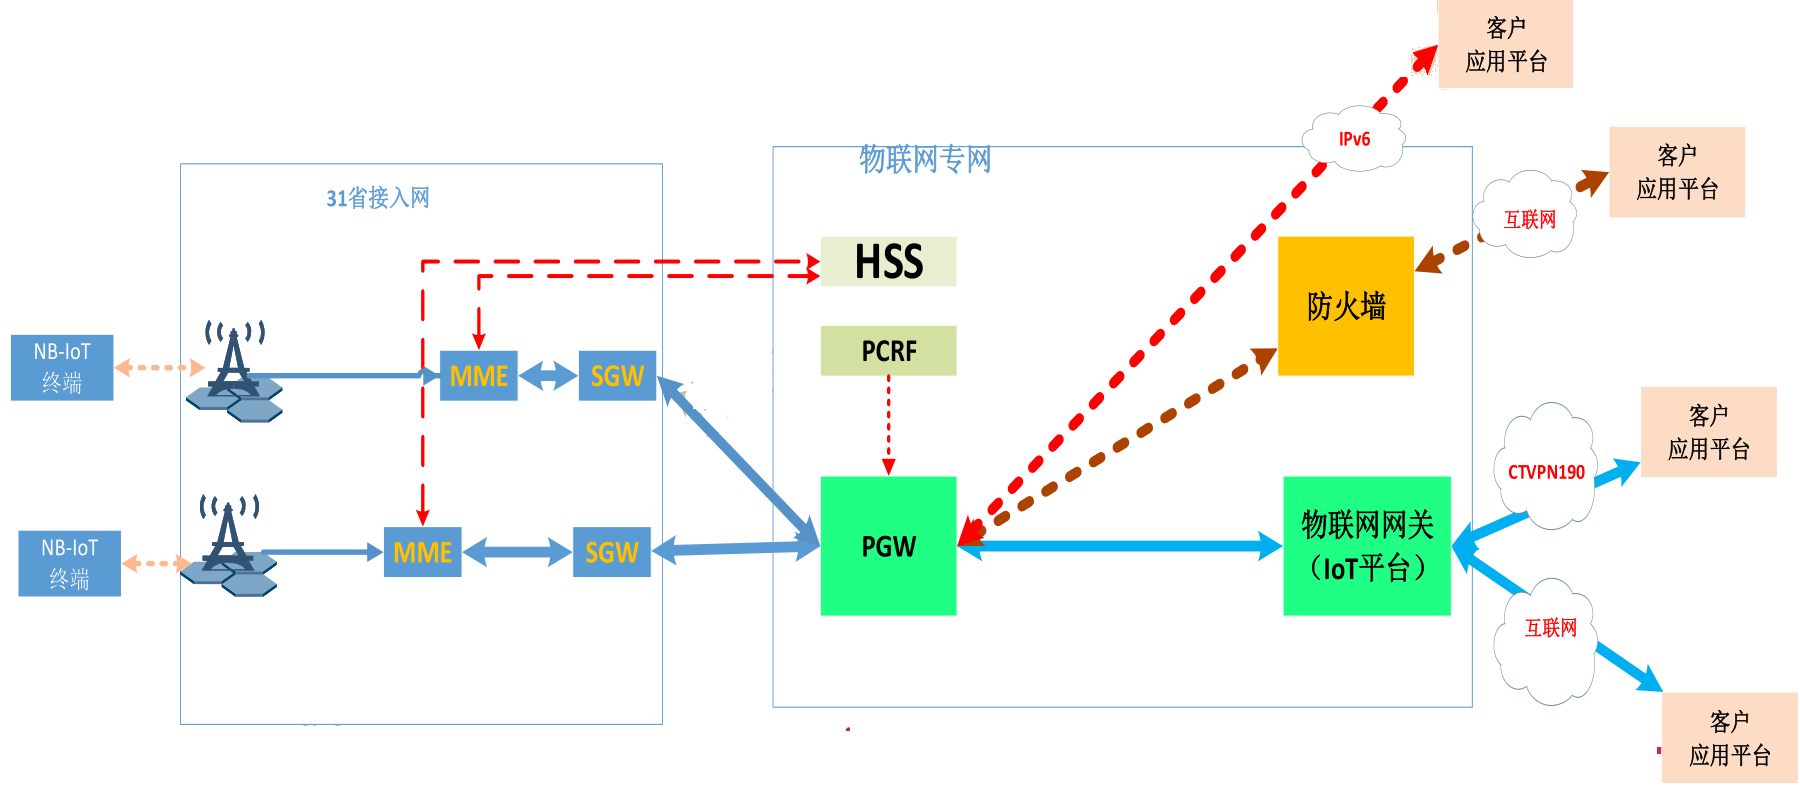 客户
应用平台
IPv6
物联网专网
客户
应用平台
31省接入网
互联网
HSS
防火墙
NB-IoT
终端
PCRF
MME
SGW
客户
应用平台
CTVPN190
NB-IoT
终端
MME
SGW
PGW
物联网网关
（IoT平台）
互联网
客户
应用平台